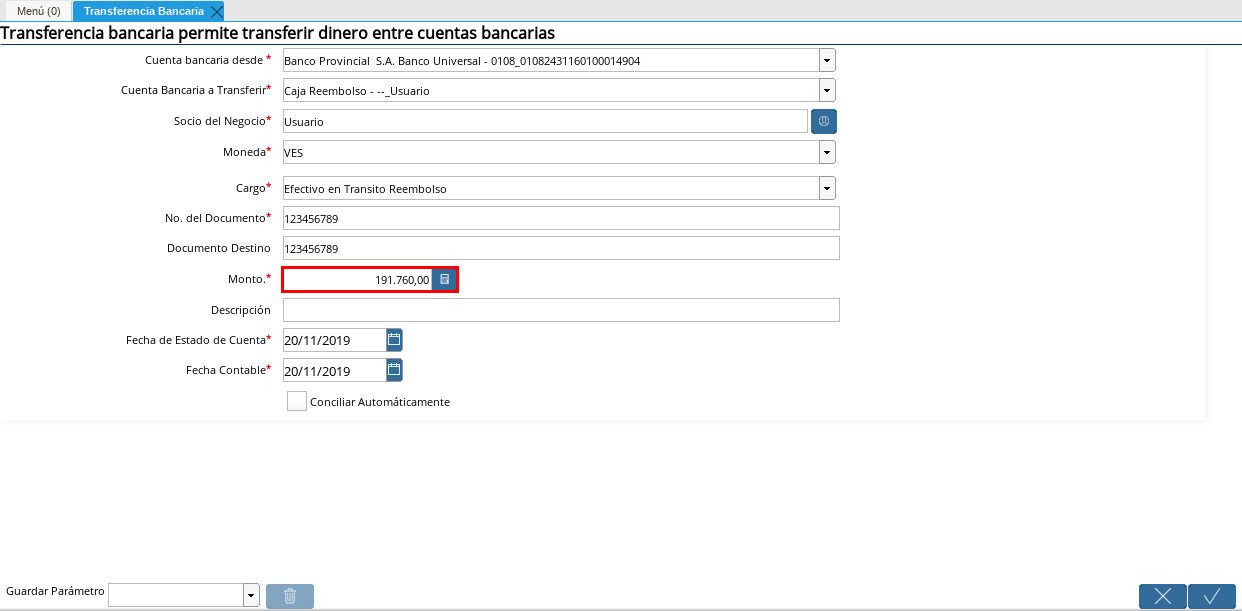 Menú (0) Transferencia Bancaria
Transferencia bancaria permite transferir dinero entre cuentas bancarias
Cuenta bancaria desde * Banco Provincial S.A. Banco Universal - 0108_01082431160100014904
Cuenta Bancaria a Transferir* Caja Reembolso - --_Usuario
Socio del Negocio* Usuario
Moneda* VES
Cargo* Efectivo en Transito Reembolso
No. del Documento* 123456789
Documento Destino 123456789
Monto.* 191.760,00
Descripción
Fecha de Estado de Cuenta* 20/11/2019
Fecha Contable* 20/11/2019
Conciliar Automáticamente
Guardar Parámetro